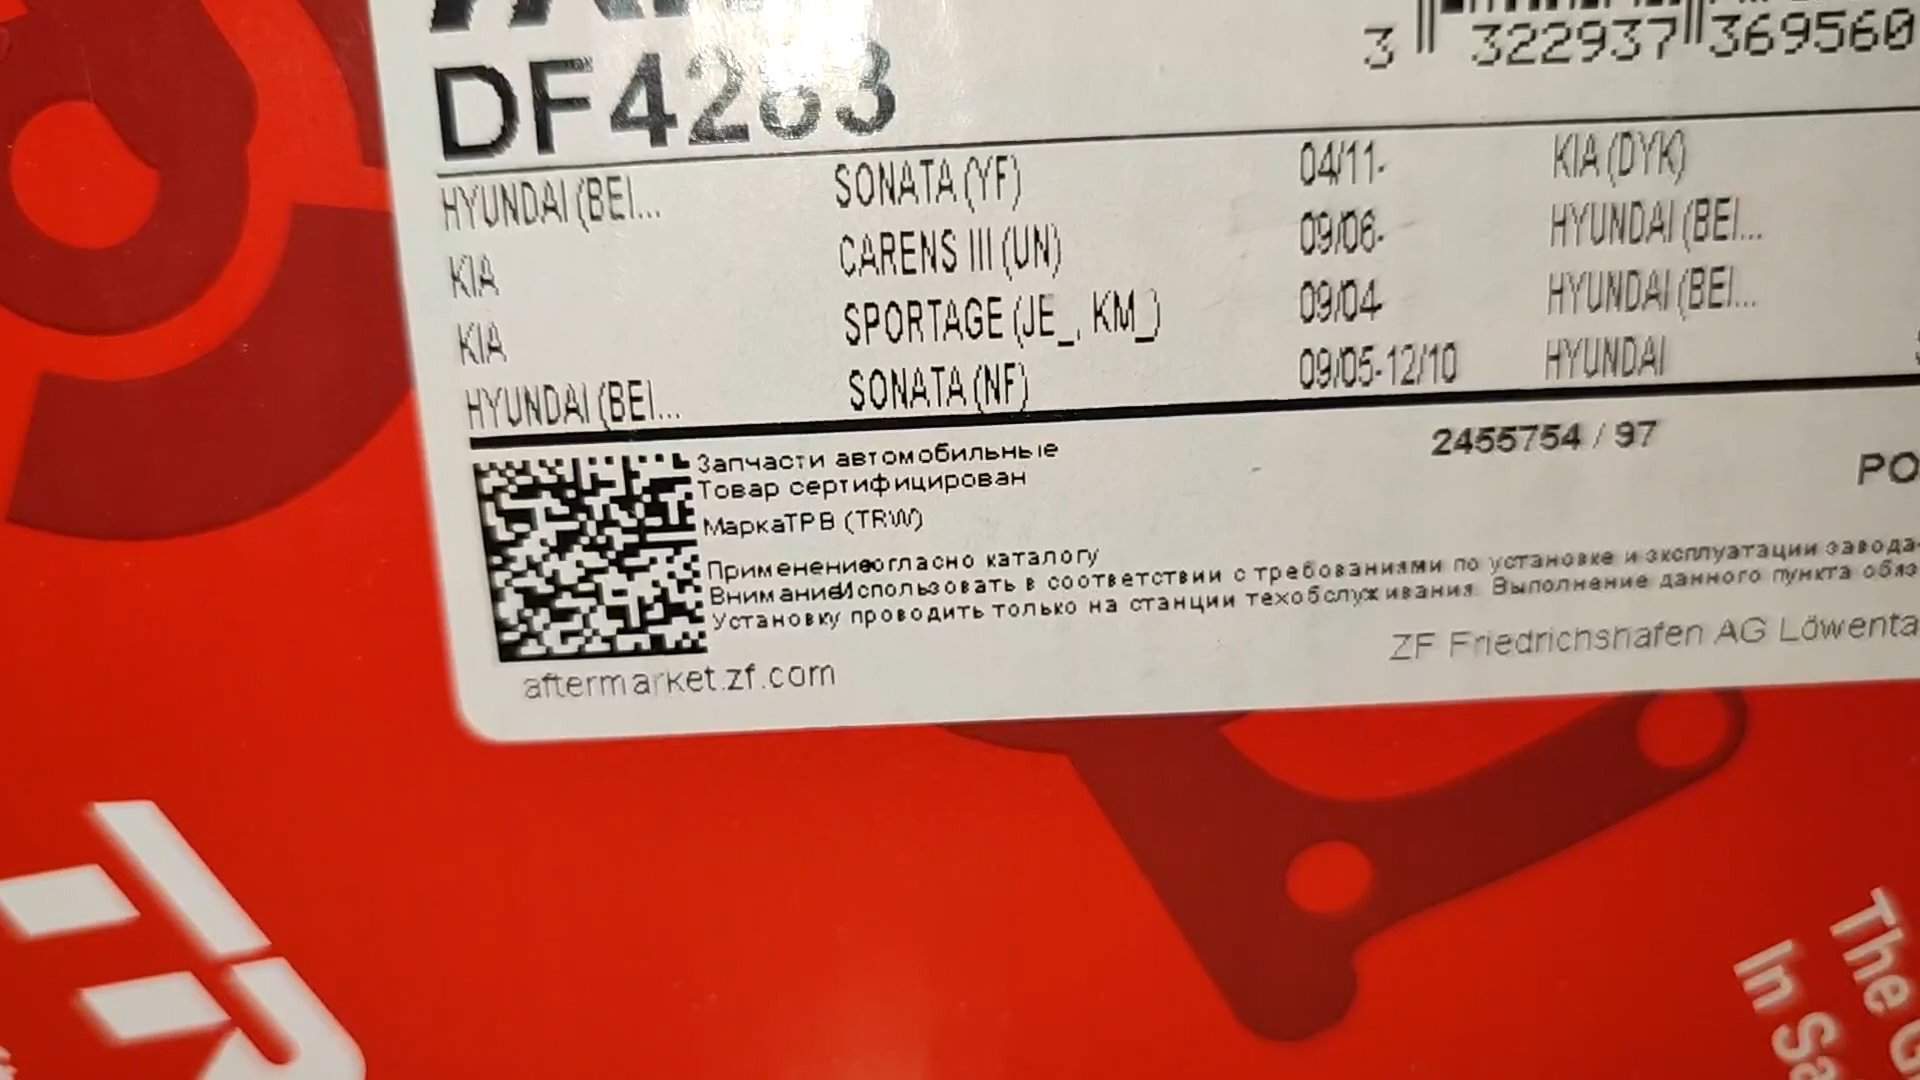 3 322937 369560
DF4283
HYUNDAI (BEI... SONATA (YF) 04/11- KIA (DYK)
KIA CARENS III (UN) 09/06- HYUNDAI (BEI...
KIA SPORTAGE (JE_, KM_) 09/04- HYUNDAI (BEI...
HYUNDAI (BEI... SONATA (NF) 09/05-12/10 HYUNDAI
2455754 / 97
Запчасти автомобильные
Товар сертифицирован
МаркаТРВ (TRW)
Применениеогласно каталогу
ВниманиеИспользовать в соответствии с требованиями по установке и эксплуатации завода-
Установку проводить только на станции техобслуживания. Выполнение данного пункта обяз
ZF Friedrichshafen AG Löwenta
aftermarket.zf.com
PO
TR
The
In Sa